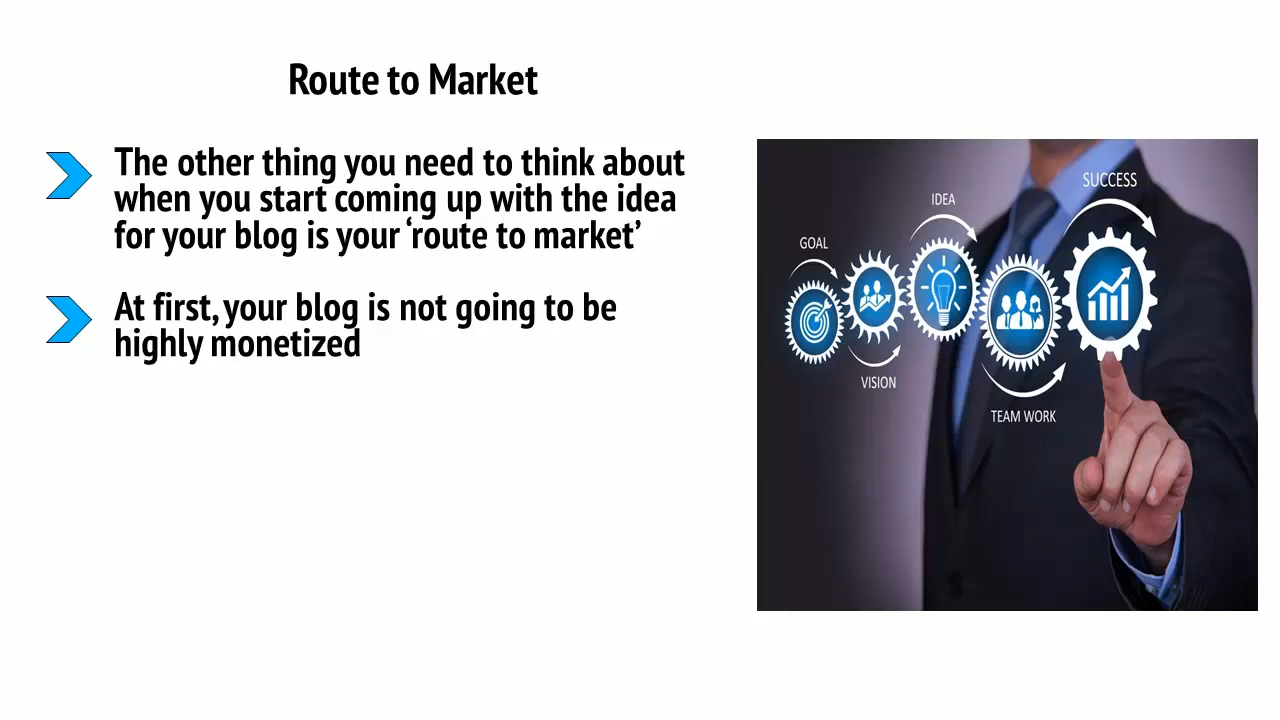 Route to Market
The other thing you need to think about
when you start coming up with the idea
for your blog is your ‘route to market’
At first, your blog is not going to be
highly monetized
GOAL
VISION
IDEA
TEAM WORK
SUCCESS